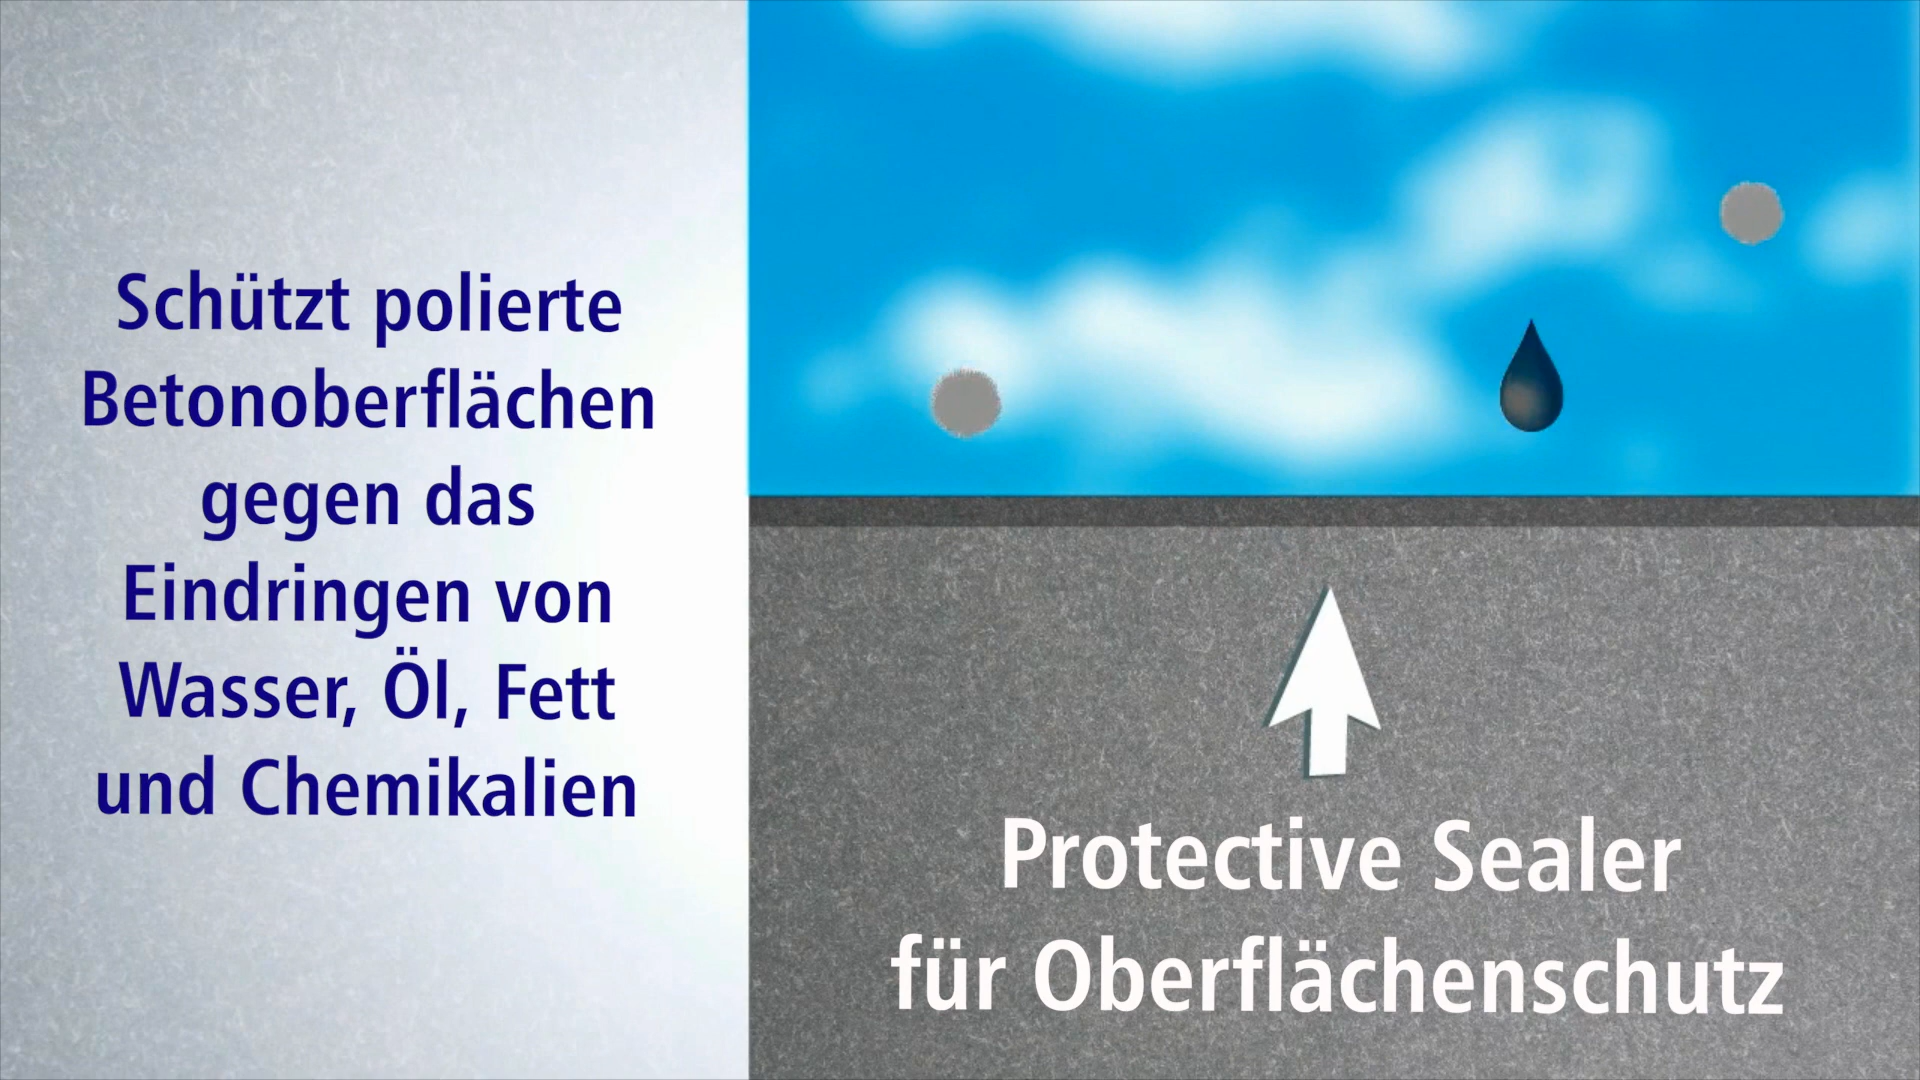 Schützt polierte
Betonoberflächen
gegen das
Eindringen von
Wasser, Öl, Fett
und Chemikalien
Protective Sealer
für Oberflächenschutz